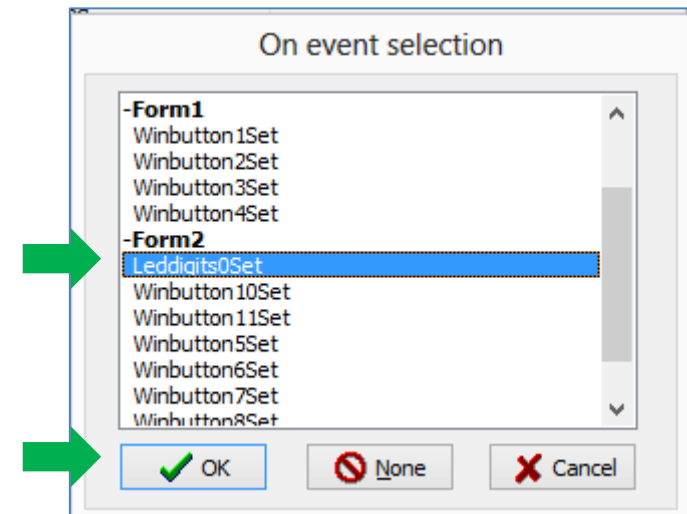 On event selection
-Form1
Winbutton1Set
Winbutton2Set
Winbutton3Set
Winbutton4Set
-Form2
Leddigits0Set
Winbutton10Set
Winbutton11Set
Winbutton5Set
Winbutton6Set
Winbutton7Set
Winbutton8Set
OK None Cancel